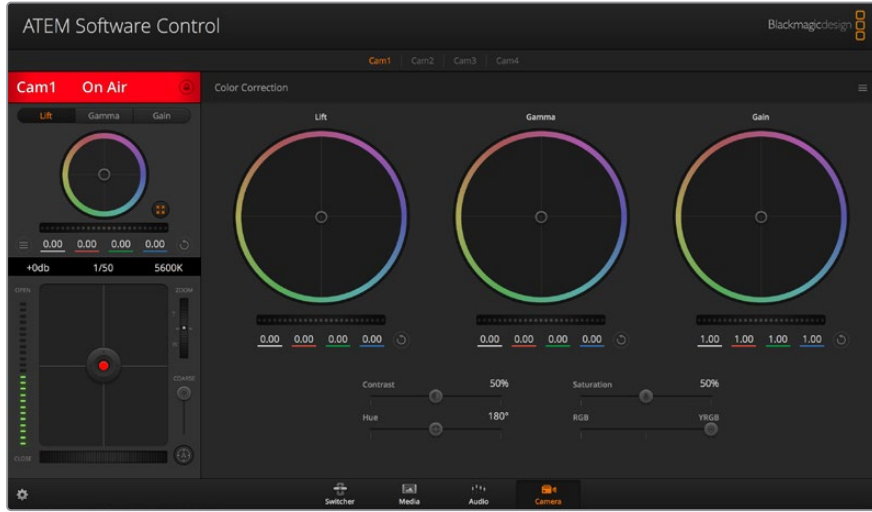 ATEM Software Control
Blackmagicdesign
Cam1 Cam2 Cam3 Cam4
Cam1 On Air
Color Correction
Lift Gamma Gain
Lift Gamma Gain
0.00 0.00 0.00 0.00
+0db 1/50 5600K
OPEN
ZOOM
T
W
COARSE
A
CLOSE
0.00 0.00 0.00 0.00
0.00 0.00 0.00 0.00
1.00 1.00 1.00 1.00
Contrast 50%
Saturation 50%
Hue 180°
RGB YRGB
Switcher Media Audio Camera